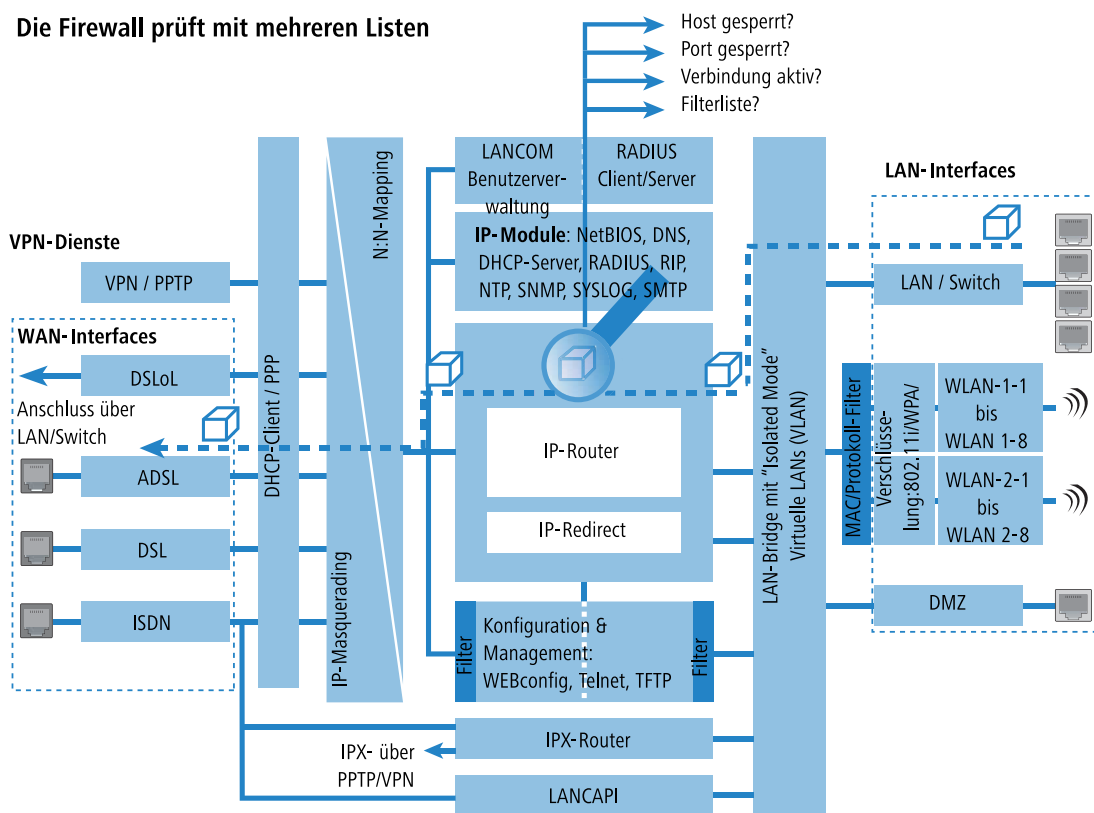 Die Firewall prüft mit mehreren Listen
Host gesperrt?
Port gesperrt?
Verbindung aktiv?
Filterliste?
VPN-Dienste
VPN / PPTP
WAN-Interfaces
DSLoL
Anschluss über
LAN/Switch
ADSL
DSL
ISDN
DHCP-Client / PPP
N:N-Mapping
IP-Masquerading
LANCOM
Benutzerver-
waltung
RADIUS
Client/Server
IP-Module: NetBIOS, DNS,
DHCP-Server, RADIUS, RIP,
NTP, SNMP, SYSLOG, SMTP
IP-Router
IP-Redirect
Filter
Konfiguration &
Management:
WEBconfig, Telnet, TFTP
Filter
IPX-Router
IPX- über
PPTP/VPN
LANCAPI
LAN-Bridge mit "Isolated Mode"
Virtuelle LANs (VLAN)
LAN-Interfaces
LAN / Switch
MAC/Protokoll-Filter
Verschlüsse-
lung:802.11i/WPA/
WLAN-1-1
bis
WLAN 1-8
WLAN-2-1
bis
WLAN 2-8
DMZ